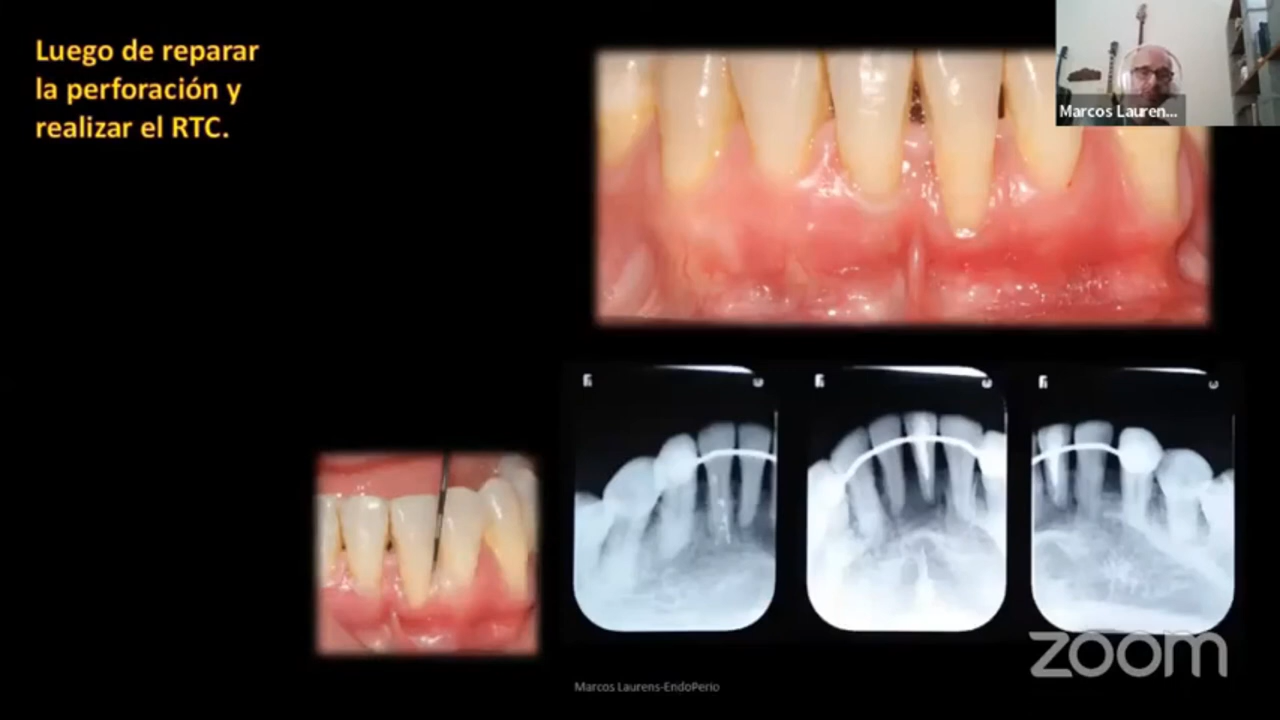 Luego de reparar
la perforación y
realizar el RTC.
Marcos Lauren...
zoom
Marcos Laurens-EndoPerio